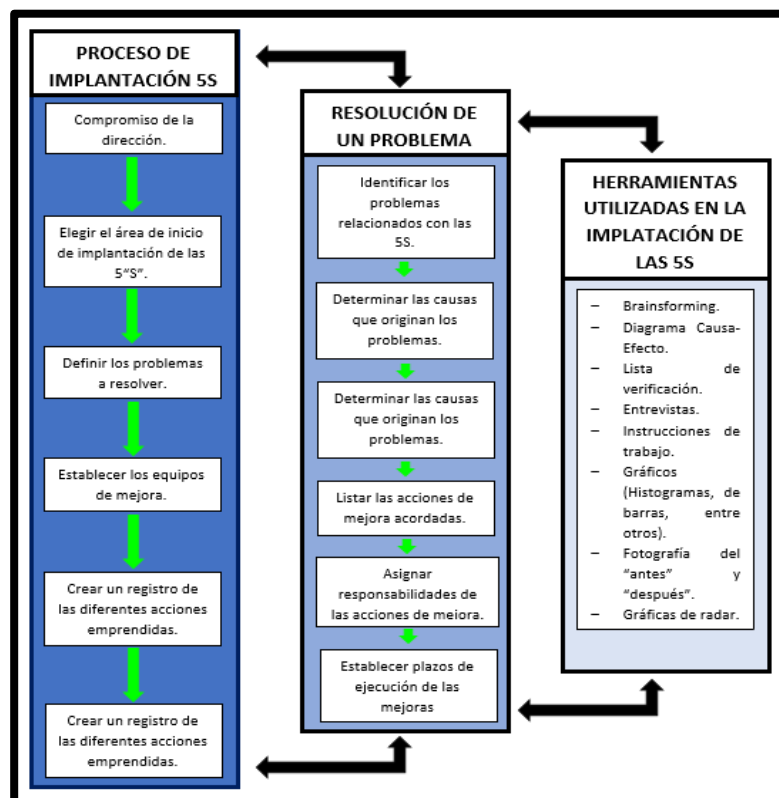 PROCESO DE
IMPLANTACIÓN 5S
Compromiso de la
dirección.
Elegir el área de inicio
de implantación de las
5"S".
Definir los problemas
a resolver.
Establecer los equipos
de mejora.
Crear un registro de
las diferentes acciones
emprendidas.
Crear un registro de
las diferentes acciones
emprendidas.
RESOLUCIÓN DE
UN PROBLEMA
Identificar los
problemas
relacionados con las
5S.
Determinar las causas
que originan los
problemas.
Determinar las causas
que originan los
problemas.
Listar las acciones de
mejora acordadas.
Asignar
responsabilidades de
las acciones de meiora.
Establecer plazos de
ejecución de las
mejoras
HERRAMIENTAS
UTILIZADAS EN LA
IMPLATACIÓN DE
LAS 5S
– Brainsforming.
– Diagrama Causa-
Efecto.
– Lista de
verificación.
– Entrevistas.
– Instrucciones de
trabajo.
– Gráficos
(Histogramas, de
barras, entre
otros).
– Fotografía del
"antes" y
"después".
– Gráficas de radar.